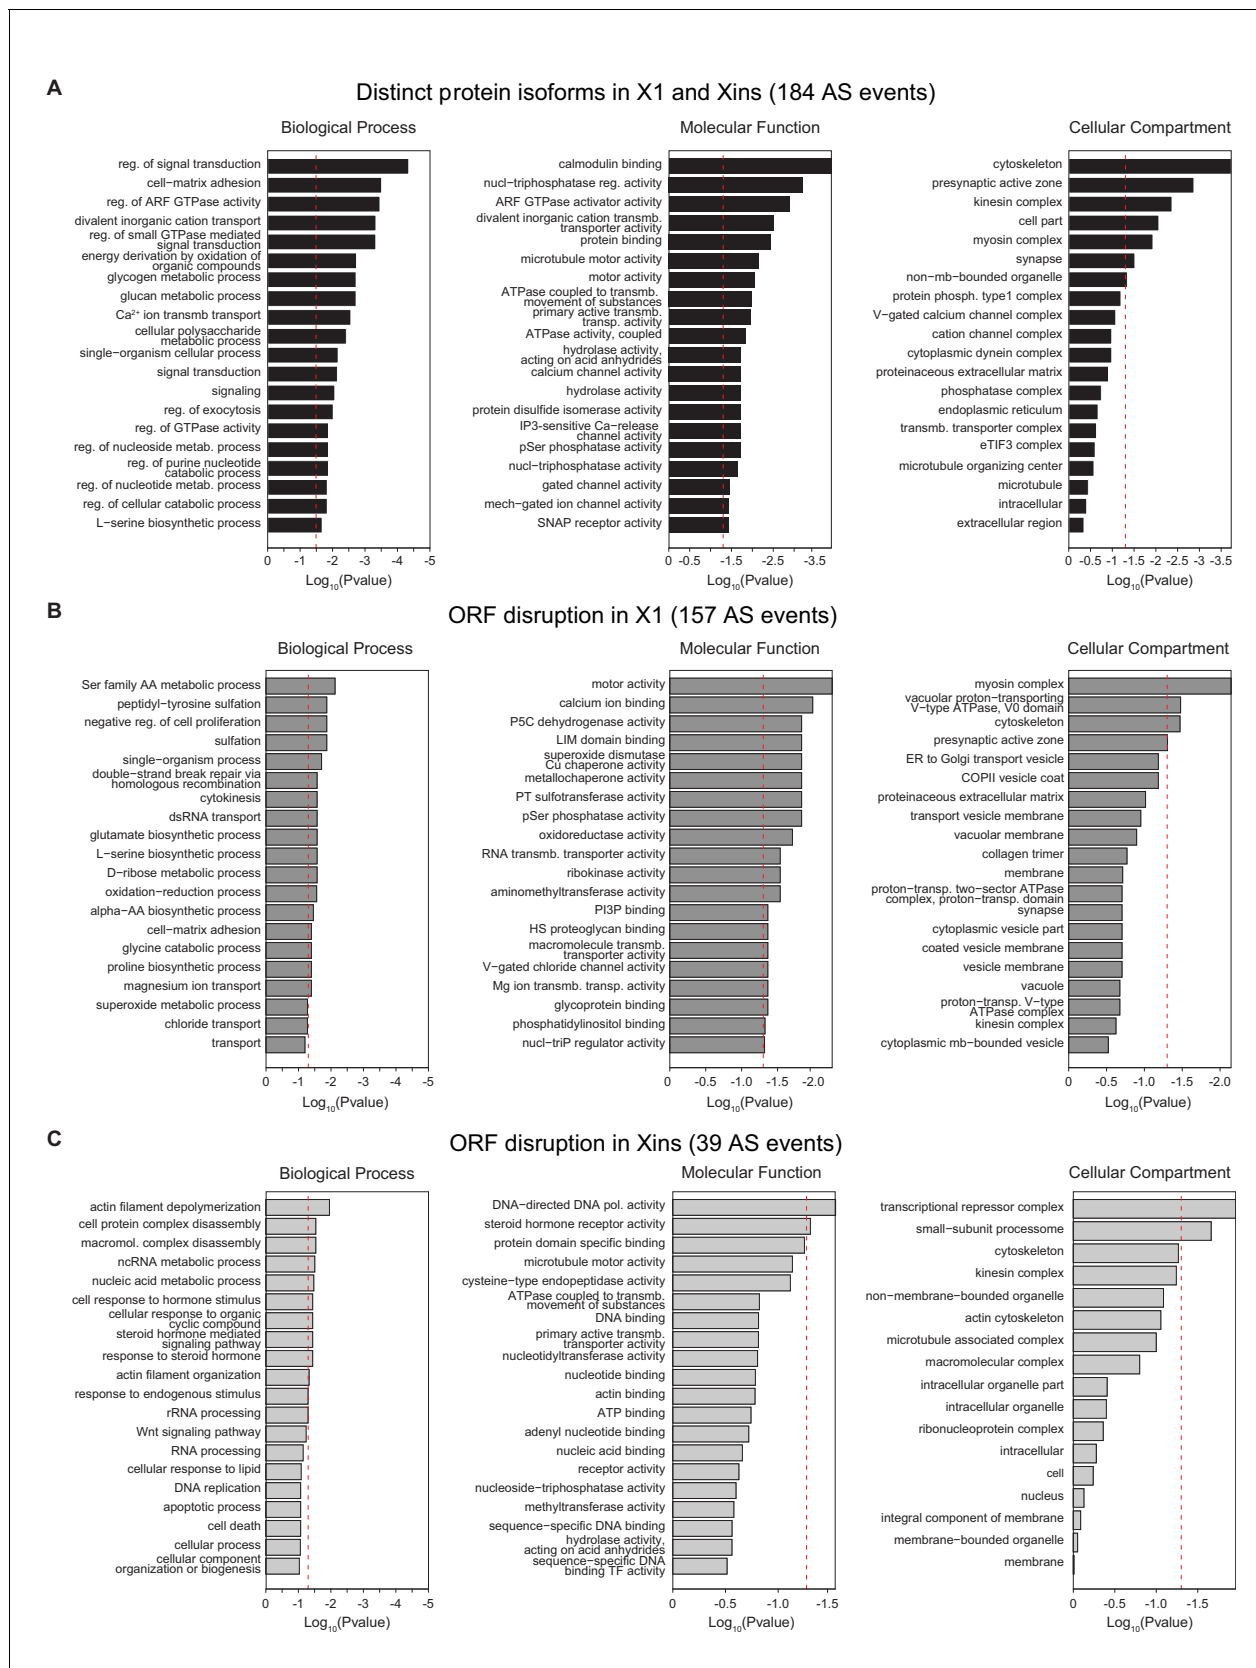 A
Distinct protein isoforms in X1 and Xins (184 AS events)
Biological Process
reg. of signal transduction
cell−matrix adhesion
reg. of ARF GTPase activity
divalent inorganic cation transport
reg. of small GTPase mediated
signal transduction
energy derivation by oxidation of
organic compounds
glycogen metabolic process
glucan metabolic process
Ca²⁺ ion transmb transport
cellular polysaccharide
metabolic process
single−organism cellular process
signal transduction
signaling
reg. of exocytosis
reg. of GTPase activity
reg. of nucleoside metab. process
reg. of purine nucleotide
catabolic process
reg. of nucleotide metab. process
reg. of cellular catabolic process
L−serine biosynthetic process
0 -1 -2 -3 -4 -5
Log₁₀(Pvalue)
Molecular Function
calmodulin binding
nucl−triphosphatase reg. activity
ARF GTPase activator activity
divalent inorganic cation transmb.
transporter activity
protein binding
microtubule motor activity
motor activity
ATPase coupled to transmb.
movement of substances
primary active transmb.
transp. activity
ATPase activity, coupled
hydrolase activity,
acting on acid anhydrides
calcium channel activity
hydrolase activity
protein disulfide isomerase activity
IP3−sensitive Ca−release
channel activity
pSer phosphatase activity
nucl−triphosphatase activity
gated channel activity
mech−gated ion channel activity
SNAP receptor activity
0 -0.5 -1.5 -2.5 -3.5
Log₁₀(Pvalue)
Cellular Compartment
cytoskeleton
presynaptic active zone
kinesin complex
cell part
myosin complex
synapse
non−mb−bounded organelle
protein phosph. type1 complex
V−gated calcium channel complex
cation channel complex
cytoplasmic dynein complex
proteinaceous extracellular matrix
phosphatase complex
endoplasmic reticulum
transmb. transporter complex
eTIF3 complex
microtubule organizing center
microtubule
intracellular
extracellular region
0 -0.5 -1 -1.5 -2 -2.5 -3 -3.5
Log₁₀(Pvalue)
B
ORF disruption in X1 (157 AS events)
Biological Process
Ser family AA metabolic process
peptidyl−tyrosine sulfation
negative reg. of cell proliferation
sulfation
single−organism process
double−strand break repair via
homologous recombination
cytokinesis
dsRNA transport
glutamate biosynthetic process
L−serine biosynthetic process
D−ribose metabolic process
oxidation−reduction process
alpha−AA biosynthetic process
cell−matrix adhesion
glycine catabolic process
proline biosynthetic process
magnesium ion transport
superoxide metabolic process
chloride transport
transport
0 -1 -2 -3 -4 -5
Log₁₀(Pvalue)
Molecular Function
motor activity
calcium ion binding
P5C dehydrogenase activity
LIM domain binding
superoxide dismutase
Cu chaperone activity
metallochaperone activity
PT sulfotransferase activity
pSer phosphatase activity
oxidoreductase activity
RNA transmb. transporter activity
ribokinase activity
aminomethyltransferase activity
PI3P binding
HS proteoglycan binding
macromolecule transmb.
transporter activity
V−gated chloride channel activity
Mg ion transmb. transp. activity
glycoprotein binding
phosphatidylinositol binding
nucl−triP regulator activity
0 -0.5 -1.0 -1.5 -2.0
Log₁₀(Pvalue)
Cellular Compartment
myosin complex
vacuolar proton−transporting
V−type ATPase, V0 domain
cytoskeleton
presynaptic active zone
ER to Golgi transport vesicle
COPII vesicle coat
proteinaceous extracellular matrix
transport vesicle membrane
vacuolar membrane
collagen trimer
membrane
proton−transp. two−sector ATPase
complex, proton−transp. domain
synapse
cytoplasmic vesicle part
coated vesicle membrane
vesicle membrane
vacuole
proton−transp. V−type
ATPase complex
kinesin complex
cytoplasmic mb−bounded vesicle
0 -0.5 -1.0 -1.5 -2.0
Log₁₀(Pvalue)
C
ORF disruption in Xins (39 AS events)
Biological Process
actin filament depolymerization
cell protein complex disassembly
macromol. complex disassembly
ncRNA metabolic process
nucleic acid metabolic process
cell response to hormone stimulus
cellular response to organic
cyclic compound
steroid hormone mediated
signaling pathway
response to steroid hormone
actin filament organization
response to endogenous stimulus
rRNA processing
Wnt signaling pathway
RNA processing
cellular response to lipid
DNA replication
apoptotic process
cell death
cellular process
cellular component
organization or biogenesis
0 -1 -2 -3 -4 -5
Log₁₀(Pvalue)
Molecular Function
DNA−directed DNA pol. activity
steroid hormone receptor activity
protein domain specific binding
microtubule motor activity
cysteine−type endopeptidase activity
ATPase coupled to transmb.
movement of substances
DNA binding
primary active transmb.
transporter activity
nucleotidyltransferase activity
nucleotide binding
actin binding
ATP binding
adenyl nucleotide binding
nucleic acid binding
receptor activity
nucleoside−triphosphatase activity
methyltransferase activity
sequence−specific DNA binding
hydrolase activity,
acting on acid anhydrides
sequence−specific DNA
binding TF activity
0 -0.5 -1.0 -1.5
Log₁₀(Pvalue)
Cellular Compartment
transcriptional repressor complex
small−subunit processome
cytoskeleton
kinesin complex
non−membrane−bounded organelle
actin cytoskeleton
microtubule associated complex
macromolecular complex
intracellular organelle part
intracellular organelle
ribonucleoprotein complex
intracellular
cell
nucleus
integral component of membrane
membrane−bounded organelle
membrane
0 -0.5 -1.0 -1.5
Log₁₀(Pvalue)